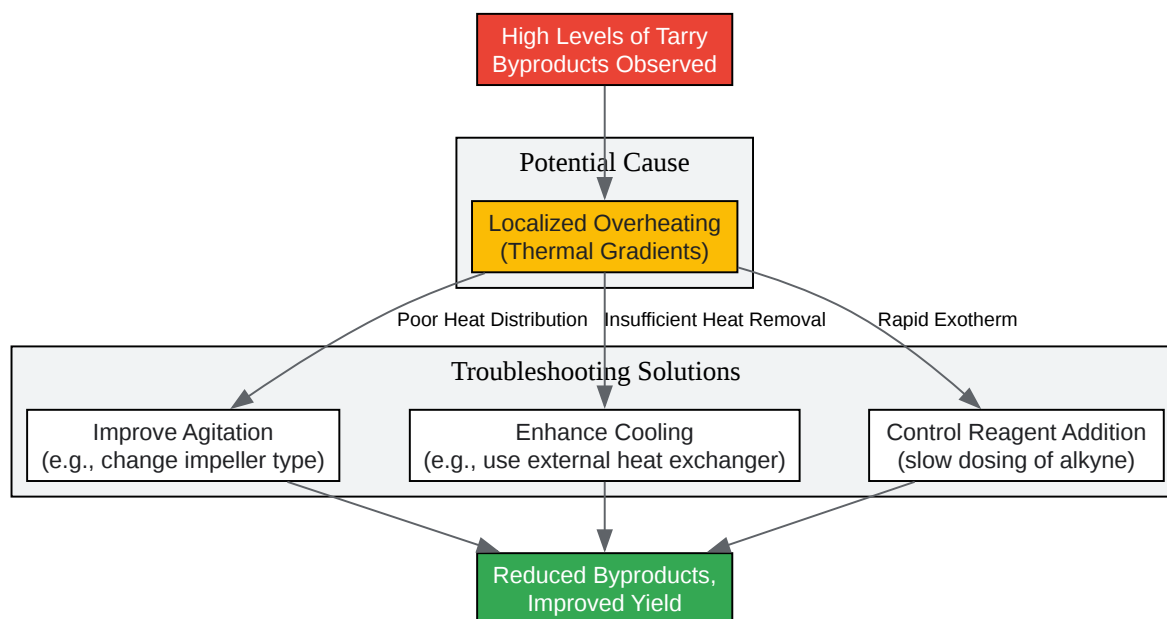 High Levels of Tarry
Byproducts Observed
Potential Cause
Localized Overheating
(Thermal Gradients)
Poor Heat Distribution
Insufficient Heat Removal
Rapid Exotherm
Troubleshooting Solutions
Improve Agitation
(e.g., change impeller type)
Enhance Cooling
(e.g., use external heat exchanger)
Control Reagent Addition
(slow dosing of alkyne)
Reduced Byproducts,
Improved Yield